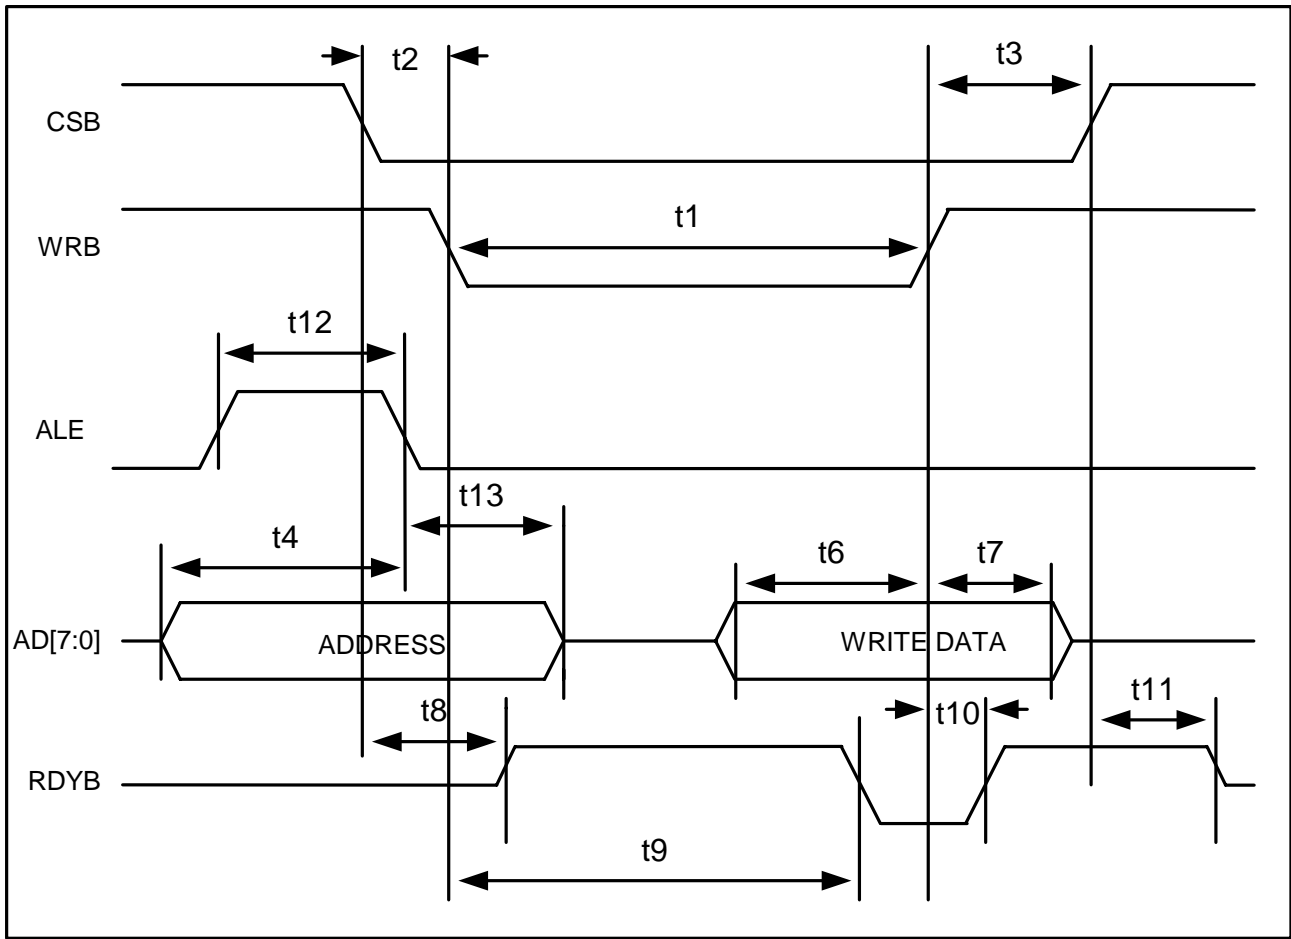 t2
t3
CSB
t1
WRB
t12
ALE
t13
t4
t6
t7
AD[7:0]
ADDRESS
WRITE DATA
t8
t10
t11
RDYB
t9